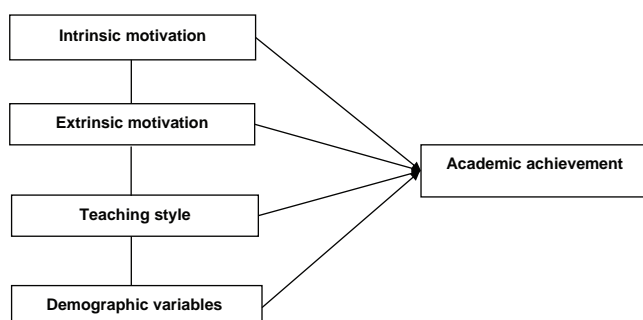 Intrinsic motivation
Extrinsic motivation
Academic achievement
Teaching style
Demographic variables